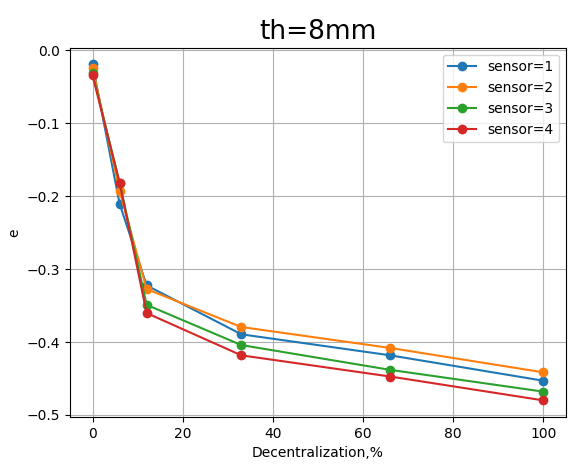 th=8mm
sensor=1
sensor=2
sensor=3
sensor=4
0.0
−0.1
−0.2
−0.3
−0.4
−0.5
e
0 20 40 60 80 100
Decentralization,%